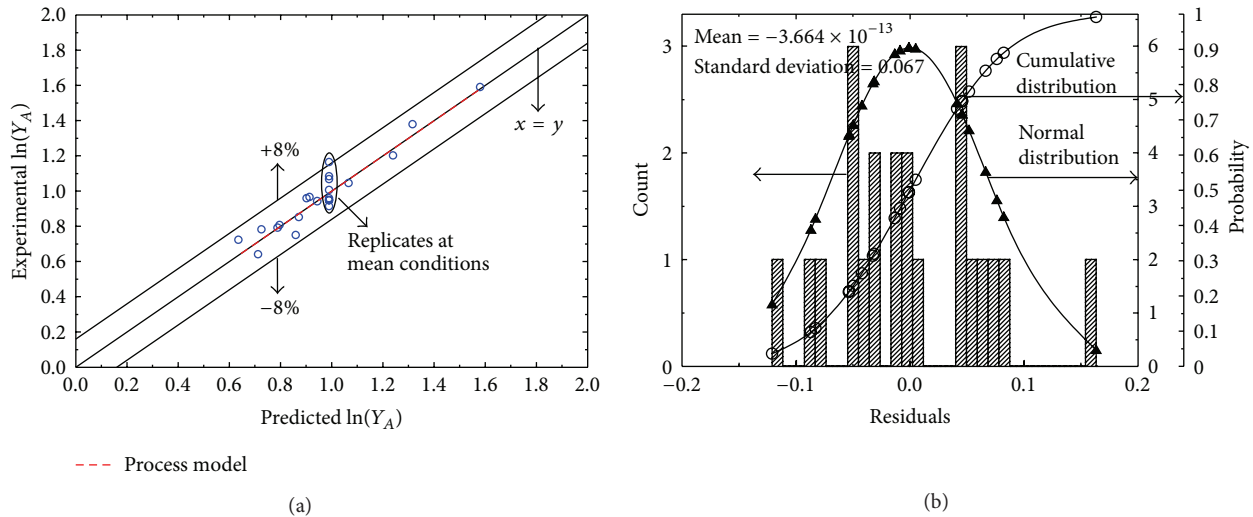 2.0
1.8
1.6
1.4
1.2
1.0
0.8
0.6
0.4
0.2
0.0
Experimental ln(Y_A)
+8%
−8%
x = y
Replicates at
mean conditions
0.0 0.2 0.4 0.6 0.8 1.0 1.2 1.4 1.6 1.8 2.0
Predicted ln(Y_A)
Process model
(a)
Mean = −3.664 × 10⁻¹³
Standard deviation = 0.067
Cumulative
distribution
Normal
distribution
3
2
1
0
Count
6
5
4
3
2
1
0
1
0.9
0.8
0.7
0.6
0.5
0.4
0.3
0.2
0.1
0
Probability
−0.2 −0.1 0.0 0.1 0.2
Residuals
(b)